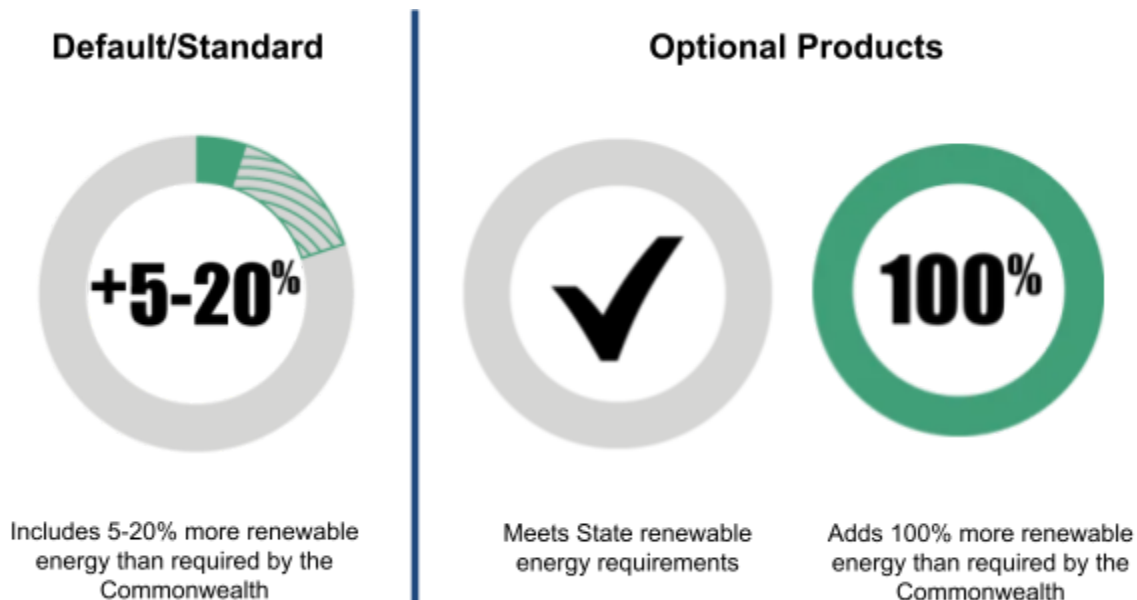 Default/Standard
+5-20%
Includes 5-20% more renewable
energy than required by the
Commonwealth
Optional Products
Meets State renewable
energy requirements
100%
Adds 100% more renewable
energy than required by the
Commonwealth